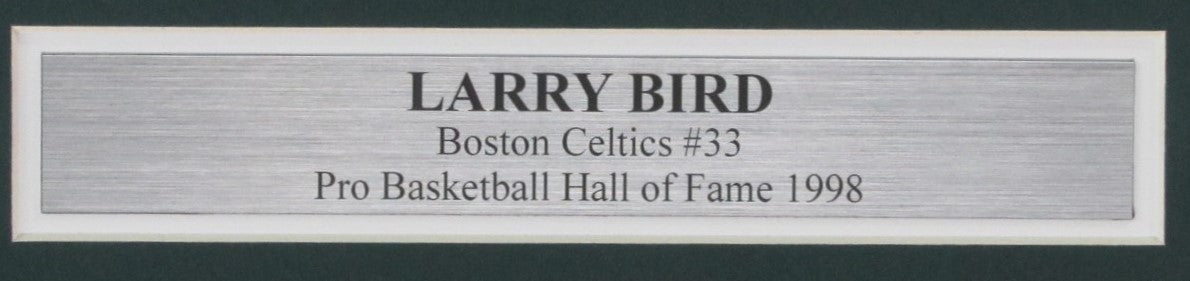 LARRY BIRD
Boston Celtics #33
Pro Basketball Hall of Fame 1998